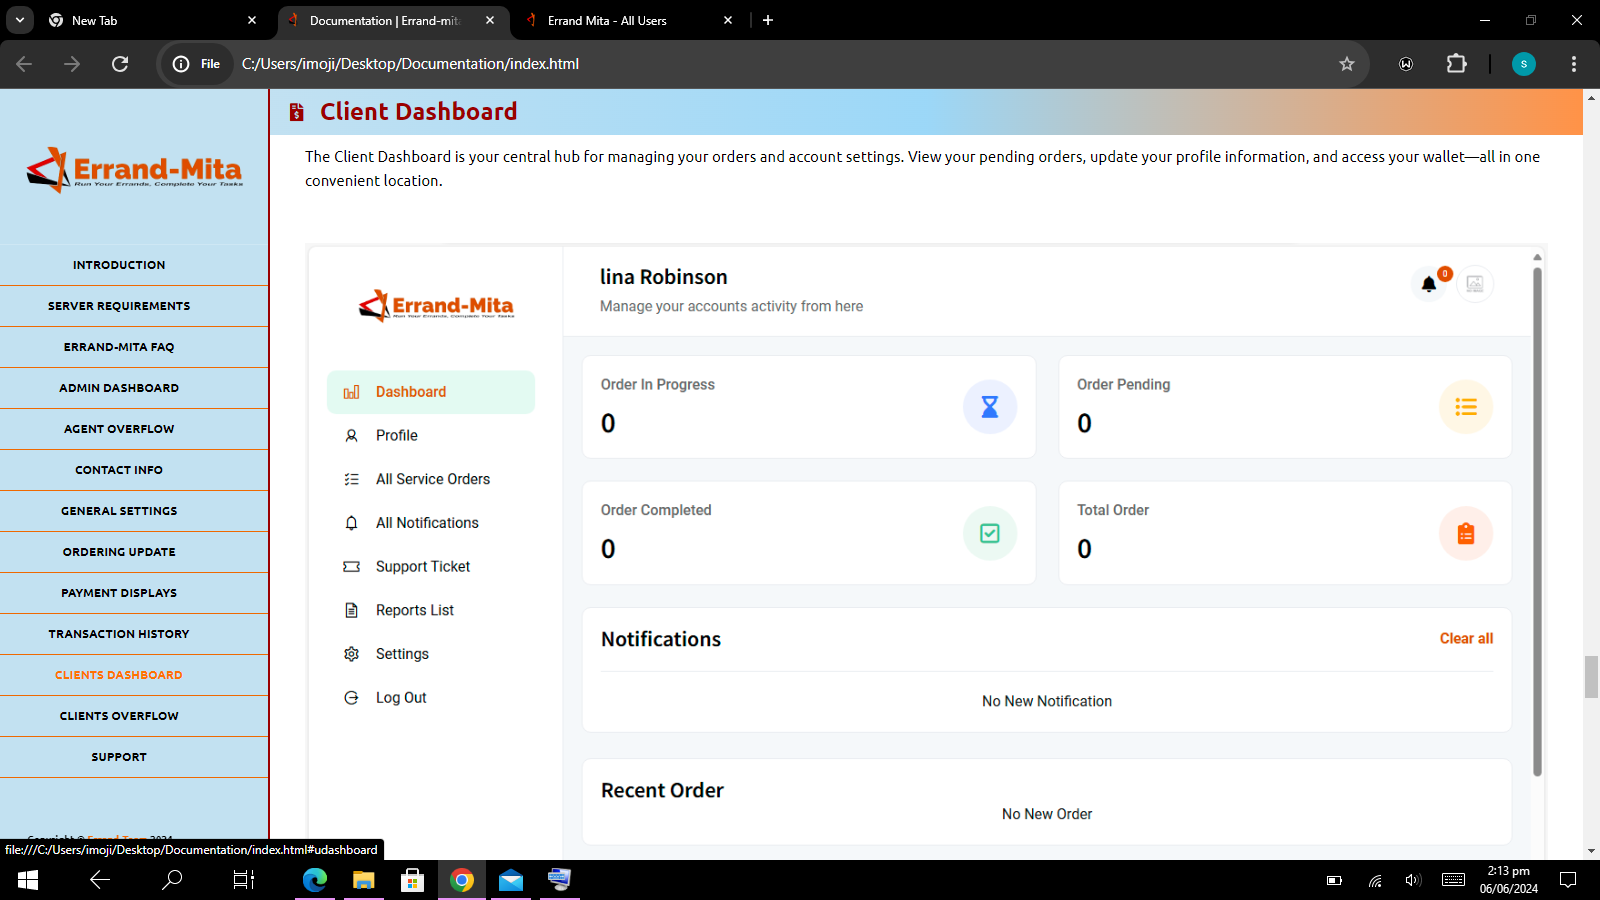 New Tab
Documentation | Errand-mit
Errand Mita - All Users
File
C:/Users/imoji/Desktop/Documentation/index.html
S
Errand-Mita
Run Your Errands, Complete Your Tasks
INTRODUCTION
SERVER REQUIREMENTS
ERRAND-MITA FAQ
ADMIN DASHBOARD
AGENT OVERFLOW
CONTACT INFO
GENERAL SETTINGS
ORDERING UPDATE
PAYMENT DISPLAYS
TRANSACTION HISTORY
CLIENTS DASHBOARD
CLIENTS OVERFLOW
SUPPORT
Copyright © Errand Team 2024
Client Dashboard
The Client Dashboard is your central hub for managing your orders and account settings. View your pending orders, update your profile information, and access your wallet—all in one
convenient location.
Errand-Mita
Run Your Errands, Complete Your Tasks
Dashboard
Profile
All Service Orders
All Notifications
Support Ticket
Reports List
Settings
Log Out
lina Robinson
Manage your accounts activity from here
0
Order In Progress
0
Order Pending
0
Order Completed
0
Total Order
0
Notifications
Clear all
No New Notification
Recent Order
No New Order
file:///C:/Users/imoji/Desktop/Documentation/index.html#udashboard
2:13 pm
06/06/2024